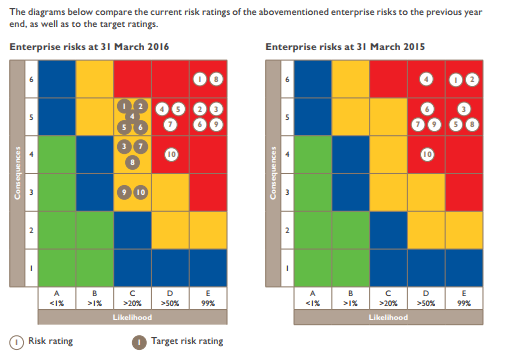 The diagrams below compare the current risk ratings of the abovementioned enterprise risks to the previous year
end, as well as to the target ratings.
Enterprise risks at 31 March 2016
Consequences
6
1 8
5
1 2
4
5 6
4 5
7
2 3
6 9
4
3 7
8
10
3
9 10
2
1
A B C D E
<1% >1% >20% >50% 99%
Likelihood
Enterprise risks at 31 March 2015
Consequences
6
4
1 2
5
6
7 9
3
5 8
4
10
3
2
1
A B C D E
<1% >1% >20% >50% 99%
Likelihood
1 Risk rating
1 Target risk rating